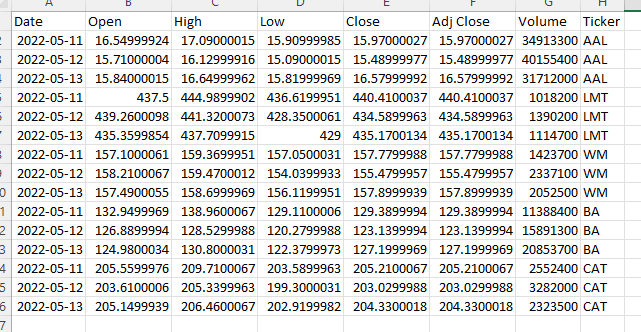 A B C D E F G H
Date Open High Low Close Adj Close Volume Ticker
2 2022-05-11 16.54999924 17.09000015 15.90999985 15.97000027 15.97000027 34913300 AAL
3 2022-05-12 15.71000004 16.12999916 15.09000015 15.48999977 15.48999977 40155400 AAL
4 2022-05-13 15.84000015 16.64999962 15.81999969 16.57999992 16.57999992 31712000 AAL
5 2022-05-11 437.5 444.9899902 436.6199951 440.4100037 440.4100037 1018200 LMT
6 2022-05-12 439.2600098 441.3200073 428.3500061 434.5899963 434.5899963 1390200 LMT
7 2022-05-13 435.3599854 437.7099915 429 435.1700134 435.1700134 1114700 LMT
8 2022-05-11 157.1000061 159.3699951 157.0500031 157.7799988 157.7799988 1423700 WM
9 2022-05-12 158.2100067 159.4700012 154.0399933 155.4799957 155.4799957 2337100 WM
0 2022-05-13 157.4900055 158.6999969 156.1199951 157.8999939 157.8999939 2052500 WM
1 2022-05-11 132.9499969 138.9600067 129.1100006 129.3899994 129.3899994 11388400 BA
2 2022-05-12 126.8899994 128.5299988 120.2799988 123.1399994 123.1399994 15891300 BA
3 2022-05-13 124.9800034 130.8000031 122.3799973 127.1999969 127.1999969 20853700 BA
4 2022-05-11 205.5599976 209.7100067 203.5899963 205.2100067 205.2100067 2552400 CAT
5 2022-05-12 203.6100006 205.3399963 199.3000031 203.0299988 203.0299988 3282000 CAT
6 2022-05-13 205.1499939 206.4600067 202.9199982 204.3300018 204.3300018 2323500 CAT
7